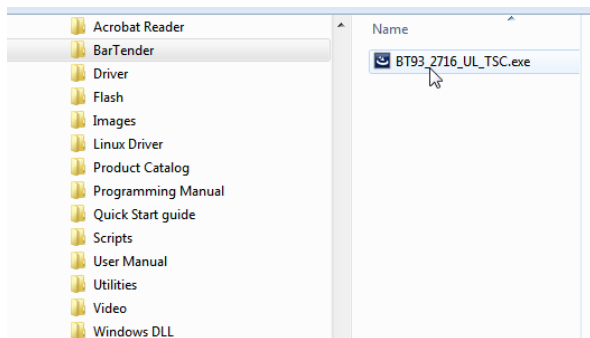 Acrobat Reader
BarTender
Driver
Flash
Images
Linux Driver
Product Catalog
Programming Manual
Quick Start guide
Scripts
User Manual
Utilities
Video
Windows DLL
Name
BT93_2716_UL_TSC.exe